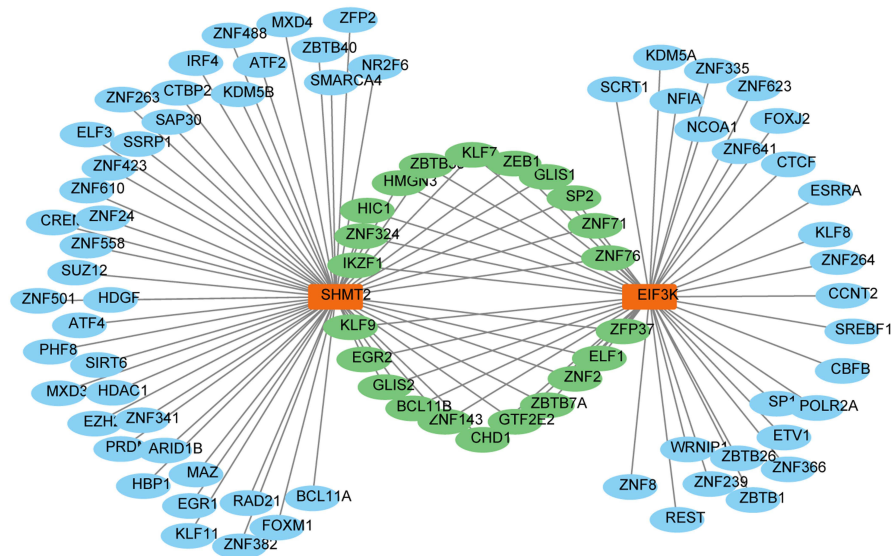 MXD4
ZFP2
ZNF488
ZBTB40
IRF4
ATF2
NR2F6
SMARCA4
KDM5A
ZNF335
SCRT1
ZNF623
NFIA
ZNF263
CTBP2
KDM5B
SAP30
NCOA1
FOXJ2
ELF3
SSRP1
ZNF641
KLF7
ZEB1
CTCF
ZNF423
GLIS1
HMGN3
ZNF610
SP2
ESRRA
HIC1
ZNF24
ZNF71
ZNF324
KLF8
ZNF558
ZNF76
SUZ12
IKZF1
ZNF264
ZNF501
HDGF
SHMT2
EIF3K
CCNT2
ATF4
KLF9
ZFP37
SREBF1
PHF8
SIRT6
EGR2
ELF1
CBFB
HDAC1
GLIS2
ZNF2
BCL11B
ZBTB7A
POLR2A
ZNF341
ZNF143
GTF2E2
ETV1
ARID1B
CHD1
WRNIP1
ZBTB26
ZNF366
MAZ
HBP1
ZNF8
ZNF239
ZBTB1
EGR1
RAD21
BCL11A
KLF11
FOXM1
REST
ZNF382